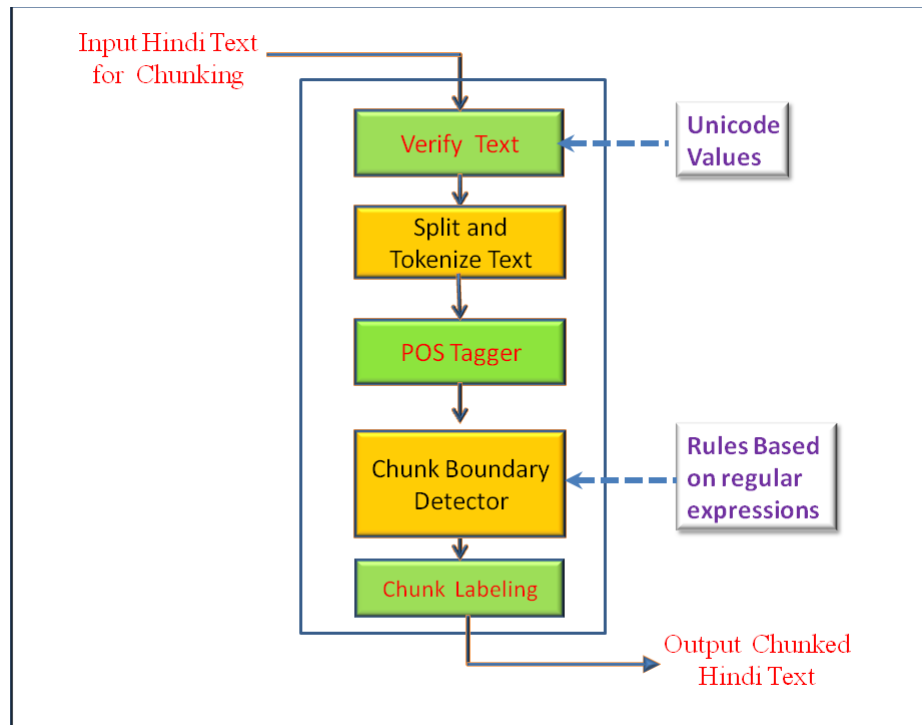 Input Hindi Text
for Chunking
Verify Text
Unicode
Values
Split and
Tokenize Text
POS Tagger
Chunk Boundary
Detector
Rules Based
on regular
expressions
Chunk Labeling
Output Chunked
Hindi Text